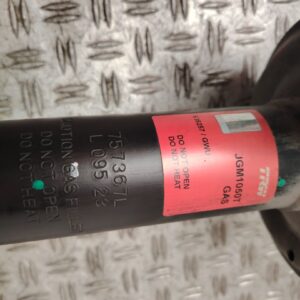 757367L
L 095/23
CAUTION GAS FILLED
DO NOT OPEN
DO NOT HEAT
TRW
JGM1050T
GAS
DO NOT OPEN
DO NOT HEAT